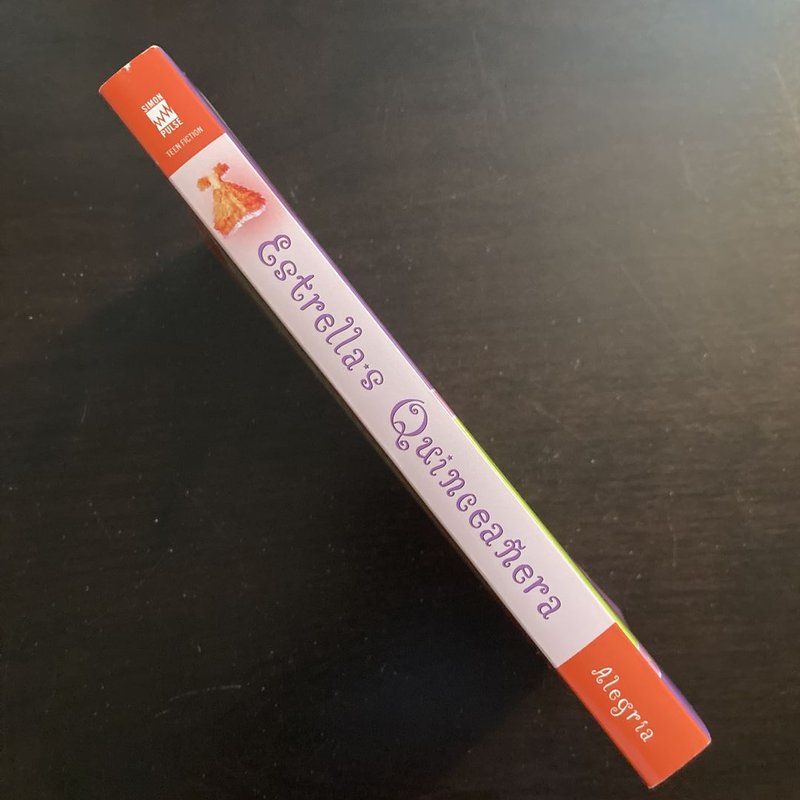 SIMON
PULSE
TEEN FICTION
Estrella's Quinceañera
Alegría